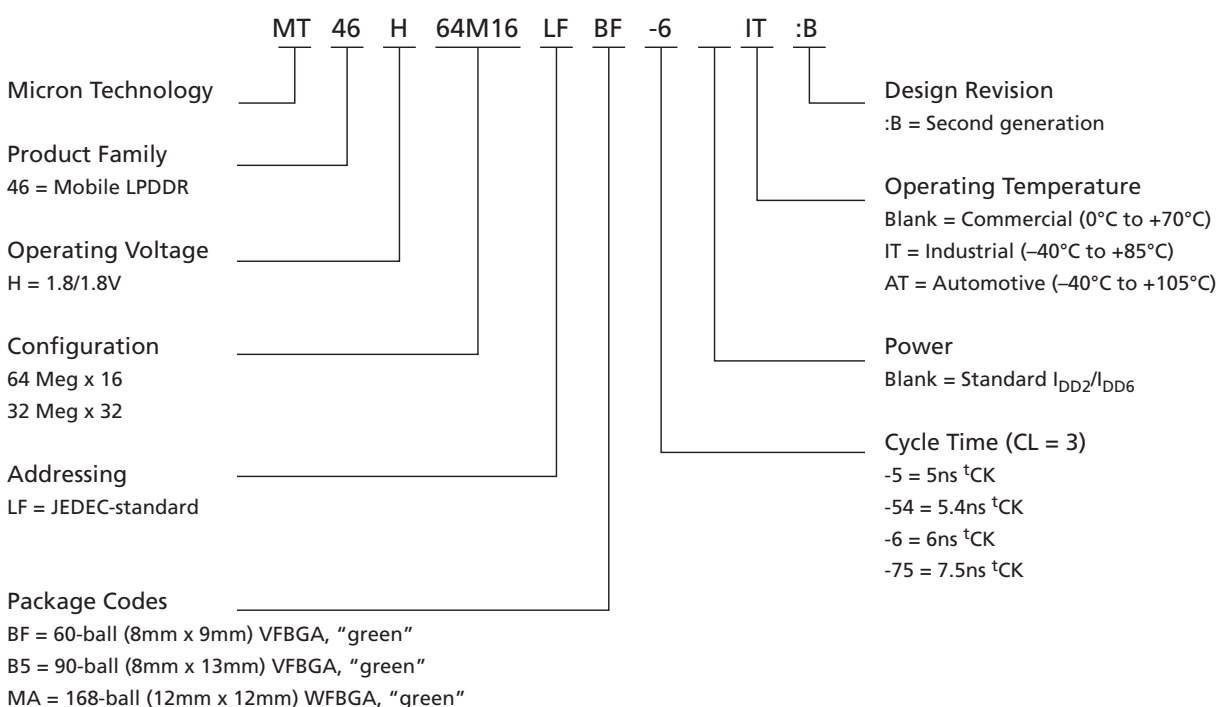 MT 46 H 64M16 LF BF -6 IT :B
Micron Technology
Product Family
46 = Mobile LPDDR
Operating Voltage
H = 1.8/1.8V
Configuration
64 Meg x 16
32 Meg x 32
Addressing
LF = JEDEC-standard
Package Codes
BF = 60-ball (8mm x 9mm) VFBGA, “green”
B5 = 90-ball (8mm x 13mm) VFBGA, “green”
MA = 168-ball (12mm x 12mm) WFBGA, “green”
Design Revision
:B = Second generation
Operating Temperature
Blank = Commercial (0°C to +70°C)
IT = Industrial (–40°C to +85°C)
AT = Automotive (–40°C to +105°C)
Power
Blank = Standard IDD2/IDD6
Cycle Time (CL = 3)
-5 = 5ns tCK
-54 = 5.4ns tCK
-6 = 6ns tCK
-75 = 7.5ns tCK